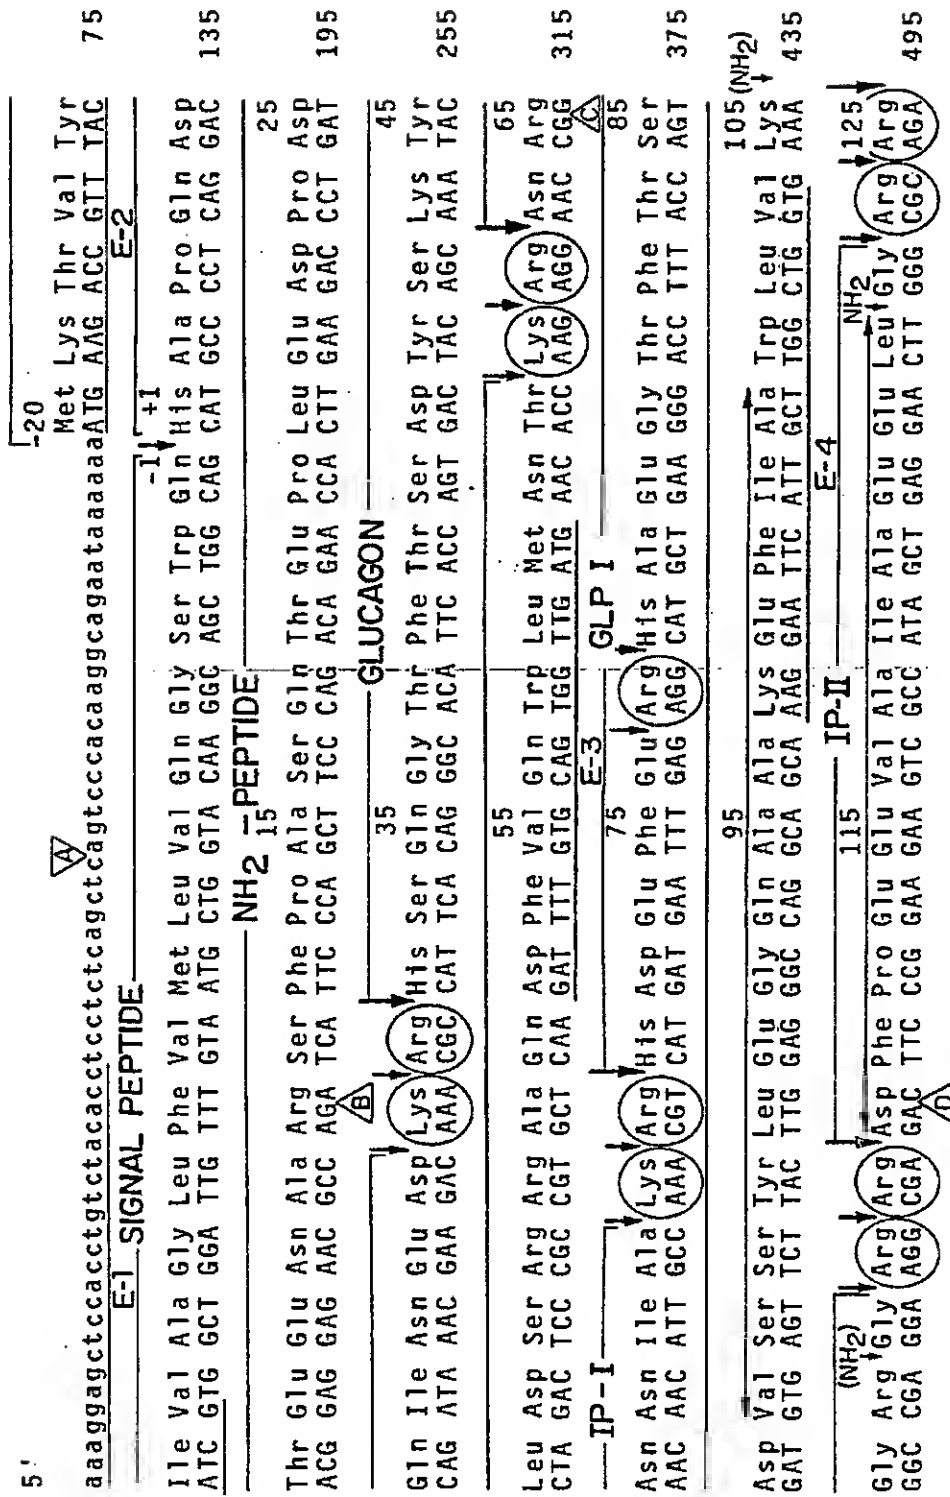 5'
-20
Met Lys Thr Val Tyr
aaaggagctccacctgtctacacctcctctcagctcagtcccacaaggcagaataaaaaaATG AAG ACC GTT TAC 75
A
E-1 SIGNAL PEPTIDE -1 +1 E-2
Ile Val Ala Gly Leu Phe Val Met Leu Val Gln Gly Ser Trp Gln His Ala Pro Gln Asp
ATC GTG GCT GGA TTG TTT GTA ATG CTG GTA CAA GGC AGC TGG CAG CAT GCC CCT CAG GAC 135
NH2-PEPTIDE
15 25
Thr Glu Glu Asn Ala Arg Ser Phe Pro Ala Ser Gln Thr Glu Pro Leu Glu Asp Pro Asp
ACG GAG GAG AAC GCC AGA TCA TTC CCA GCT TCC CAG ACA GAA CCA CTT GAA GAC CCT GAT 195
B GLUCAGON
35 45
Gln Ile Asn Glu Asp Lys Arg His Ser Gln Gly Thr Phe Thr Ser Asp Tyr Ser Lys Tyr
CAG ATA AAC GAA GAC AAA CGC CAT TCA CAG GGC ACA TTC ACC AGT GAC TAC AGC AAA TAC 255
55 65
Leu Asp Ser Arg Arg Ala Gln Asp Phe Val Gln Trp Leu Met Asn Thr Lys Arg Asn Arg
CTA GAC TCC CGC CGT GCT CAA GAT TTT GTG CAG TGG TTG ATG AAC ACC AAG AGG AAC CGG 315
C
IP-I E-3 GLP I
75 85
Asn Asn Ile Ala Lys Arg His Asp Glu Phe Glu Arg His Ala Glu Gly Thr Phe Thr Ser
AAC AAC ATT GCC AAA CGT CAT GAT GAA TTT GAG AGG CAT GCT GAA GGG ACC TTT ACC AGT 375
95 105 (NH2)
Asp Val Ser Ser Tyr Leu Glu Gly Gln Ala Ala Lys Glu Phe Ile Ala Trp Leu Val Lys
GAT GTG AGT TCT TAC TTG GAG GGC CAG GCA GCA AAG GAA TTC ATT GCT TGG CTG GTG AAA 435
IP-II E-4
(NH2) 115 NH2 125
Gly Arg Gly Arg Arg Asp Phe Pro Glu Glu Val Ala Ile Ala Glu Glu Leu Gly Arg Arg
GGC CGA GGA AGG CGA GAC TTC CCG GAA GAA GTC GCC ATA GCT GAG GAA CTT GGG CGC AGA 495
D